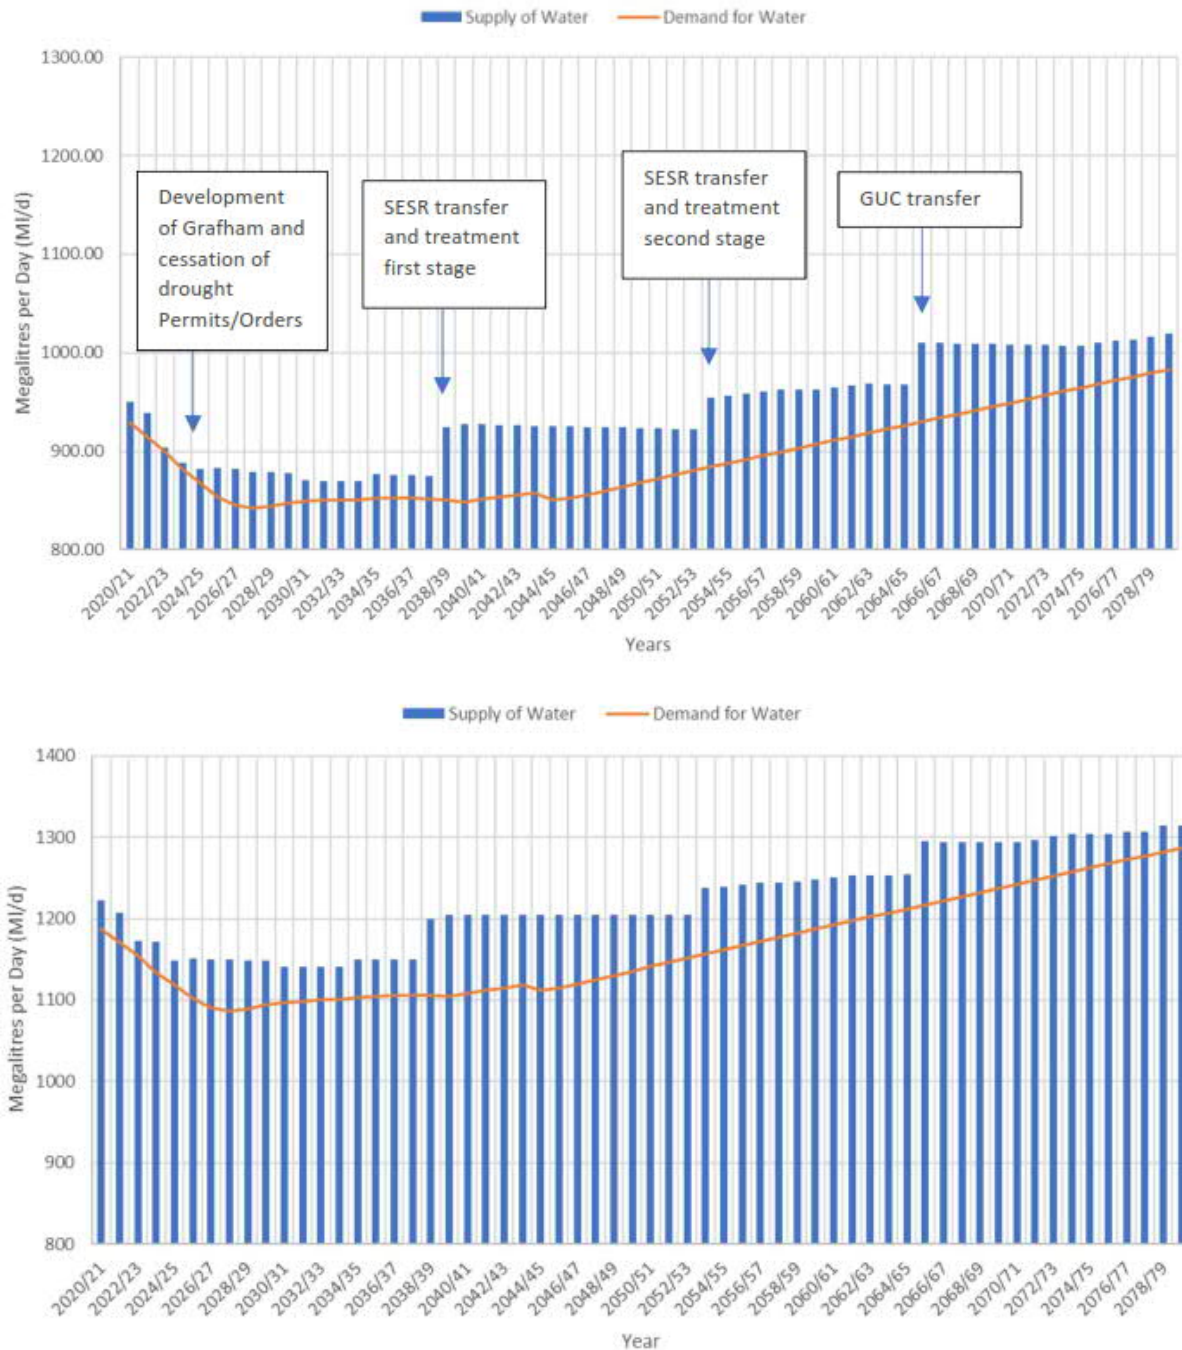 Supply of Water Demand for Water
1300.00
1200.00
1100.00
1000.00
900.00
800.00
Megalitres per Day (Ml/d)
Development
of Grafham and
cessation of
drought
Permits/Orders
SESR transfer
and treatment
first stage
SESR transfer
and treatment
second stage
GUC transfer
2020/21 2022/23 2024/25 2026/27 2028/29 2030/31 2032/33 2034/35 2036/37 2038/39 2040/41 2042/43 2044/45 2046/47 2048/49 2050/51 2052/53 2054/55 2056/57 2058/59 2060/61 2062/63 2064/65 2066/67 2068/69 2070/71 2072/73 2074/75 2076/77 2078/79
Years
Supply of Water Demand for Water
1400
1300
1200
1100
1000
900
800
Megalitres per Day (Ml/d)
2020/21 2022/23 2024/25 2026/27 2028/29 2030/31 2032/33 2034/35 2036/37 2038/39 2040/41 2042/43 2044/45 2046/47 2048/49 2050/51 2052/53 2054/55 2056/57 2058/59 2060/61 2062/63 2064/65 2066/67 2068/69 2070/71 2072/73 2074/75 2076/77 2078/79
Year